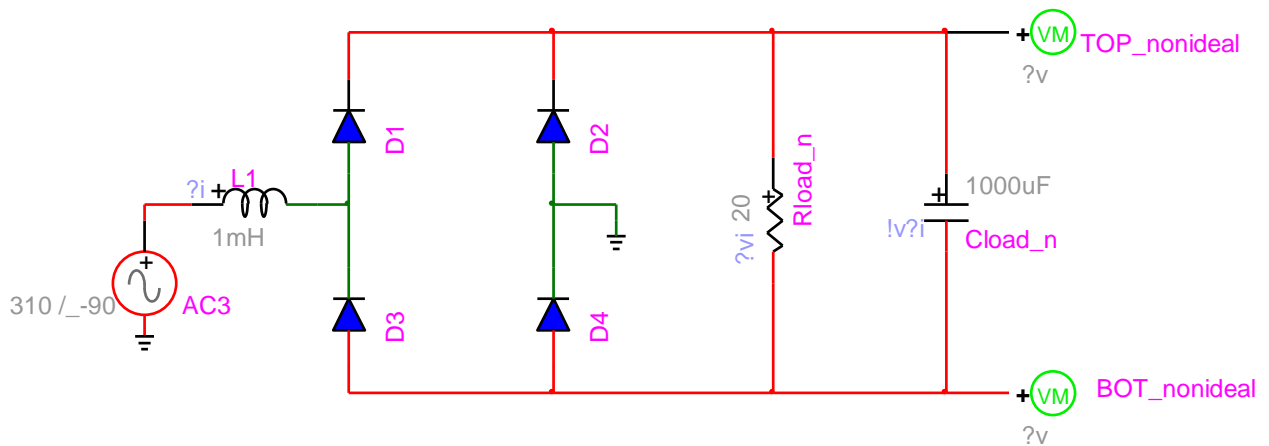 VM
TOP_nonideal
?v
D1
D2
Rload_n
?i
L1
20
1000uF
1mH
?vi
!v?i
Cload_n
310 /_-90
AC3
D3
D4
VM
BOT_nonideal
?v